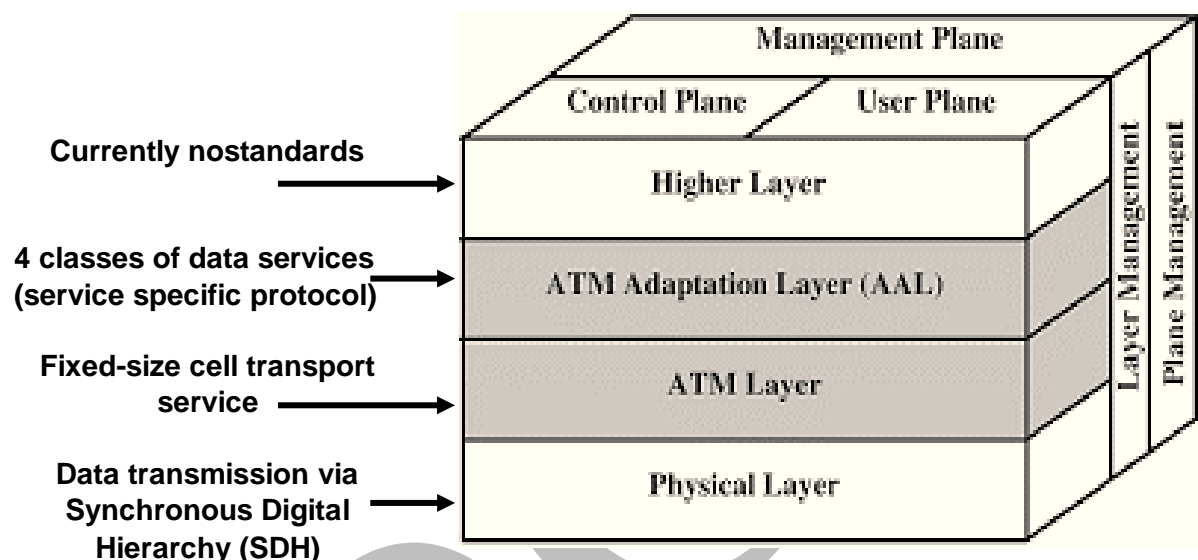 Management Plane
Control Plane
User Plane
Currently nostandards
Higher Layer
4 classes of data services
(service specific protocol)
ATM Adaptation Layer (AAL)
Fixed-size cell transport
service
ATM Layer
Data transmission via
Synchronous Digital
Hierarchy (SDH)
Physical Layer
Layer Management
Plane Management